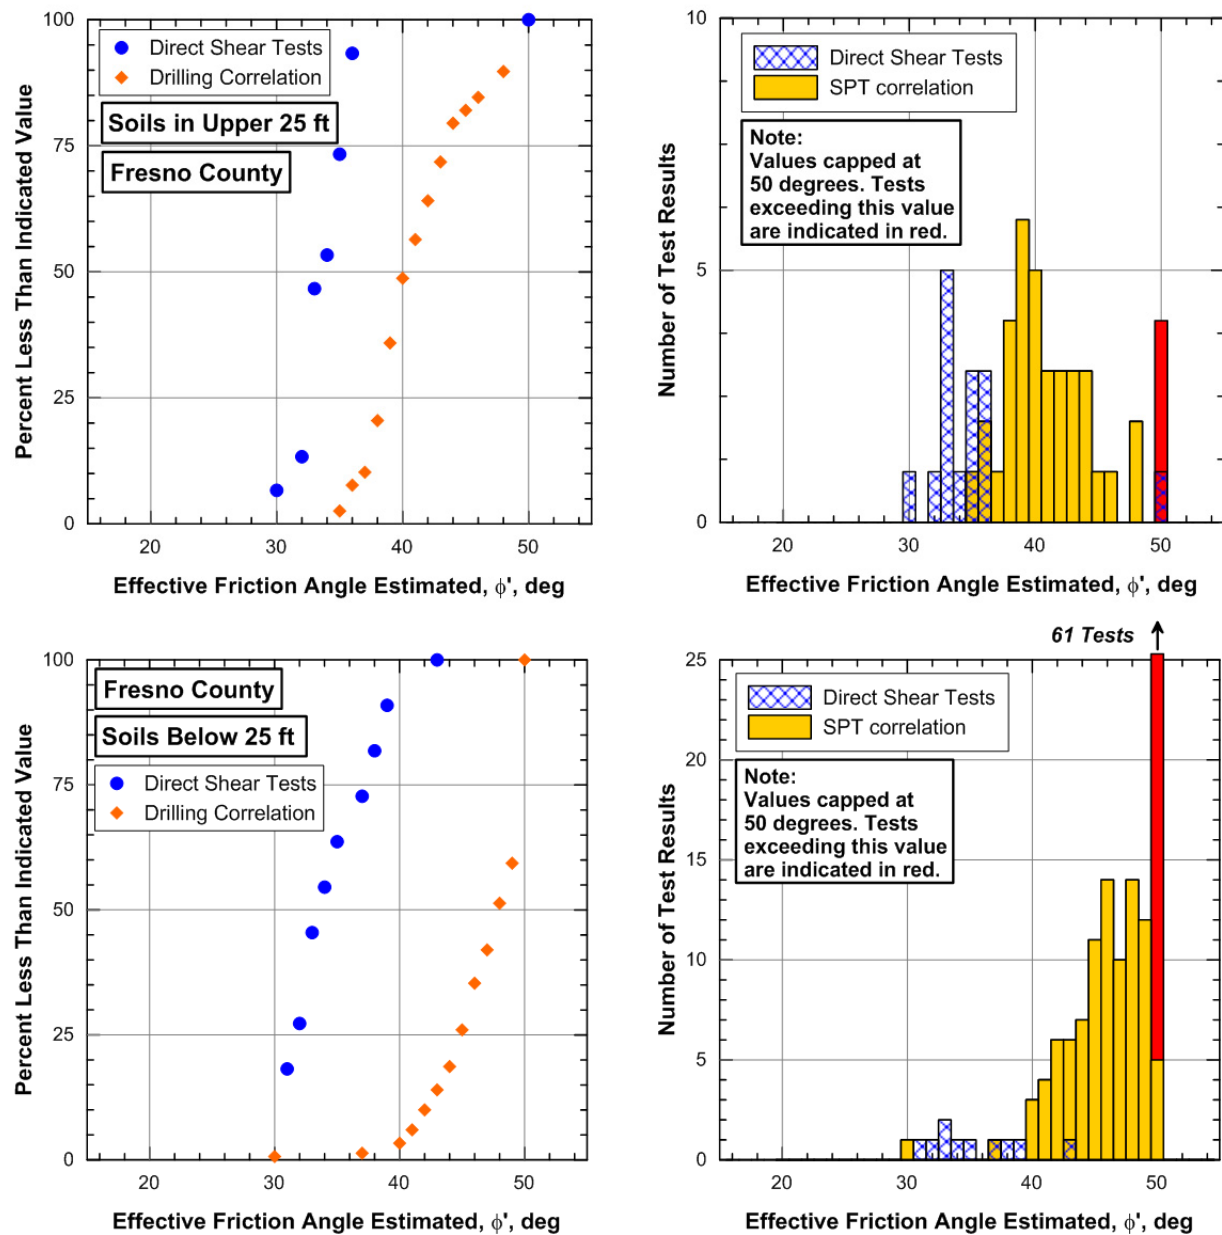 100
75
50
25
0
Percent Less Than Indicated Value
Direct Shear Tests
Drilling Correlation
Soils in Upper 25 ft
Fresno County
20
30
40
50
Effective Friction Angle Estimated, ϕ', deg
10
5
0
Number of Test Results
Direct Shear Tests
SPT correlation
Note:
Values capped at
50 degrees. Tests
exceeding this value
are indicated in red.
20
30
40
50
Effective Friction Angle Estimated, ϕ', deg
100
75
50
25
0
Percent Less Than Indicated Value
Fresno County
Soils Below 25 ft
Direct Shear Tests
Drilling Correlation
20
30
40
50
Effective Friction Angle Estimated, ϕ', deg
61 Tests
25
20
15
10
5
0
Number of Test Results
Direct Shear Tests
SPT correlation
Note:
Values capped at
50 degrees. Tests
exceeding this value
are indicated in red.
20
30
40
50
Effective Friction Angle Estimated, ϕ', deg